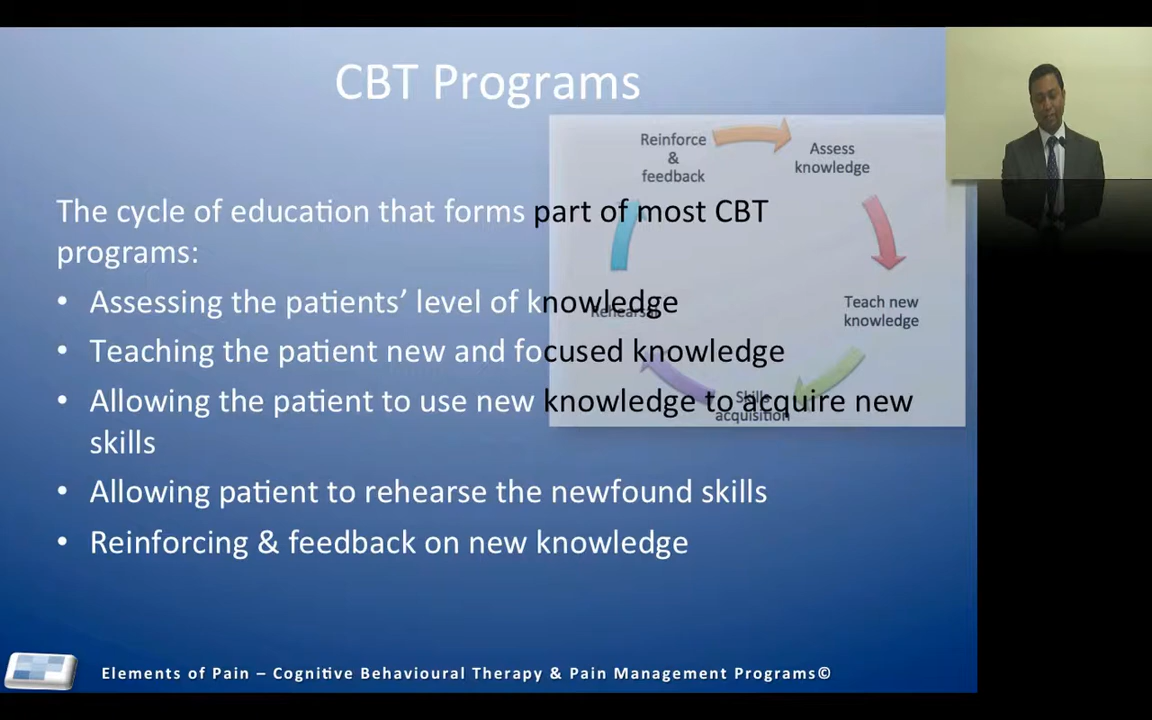 CBT Programs
The cycle of education that forms part of most CBT
programs:
• Assessing the patients’ level of knowledge
• Teaching the patient new and focused knowledge
• Allowing the patient to use new knowledge to acquire new
skills
• Allowing patient to rehearse the newfound skills
• Reinforcing & feedback on new knowledge
Reinforce
&
feedback
Assess
knowledge
Teach new
knowledge
Skills
acquisition
Rehearsal
Elements of Pain – Cognitive Behavioural Therapy & Pain Management Programs©